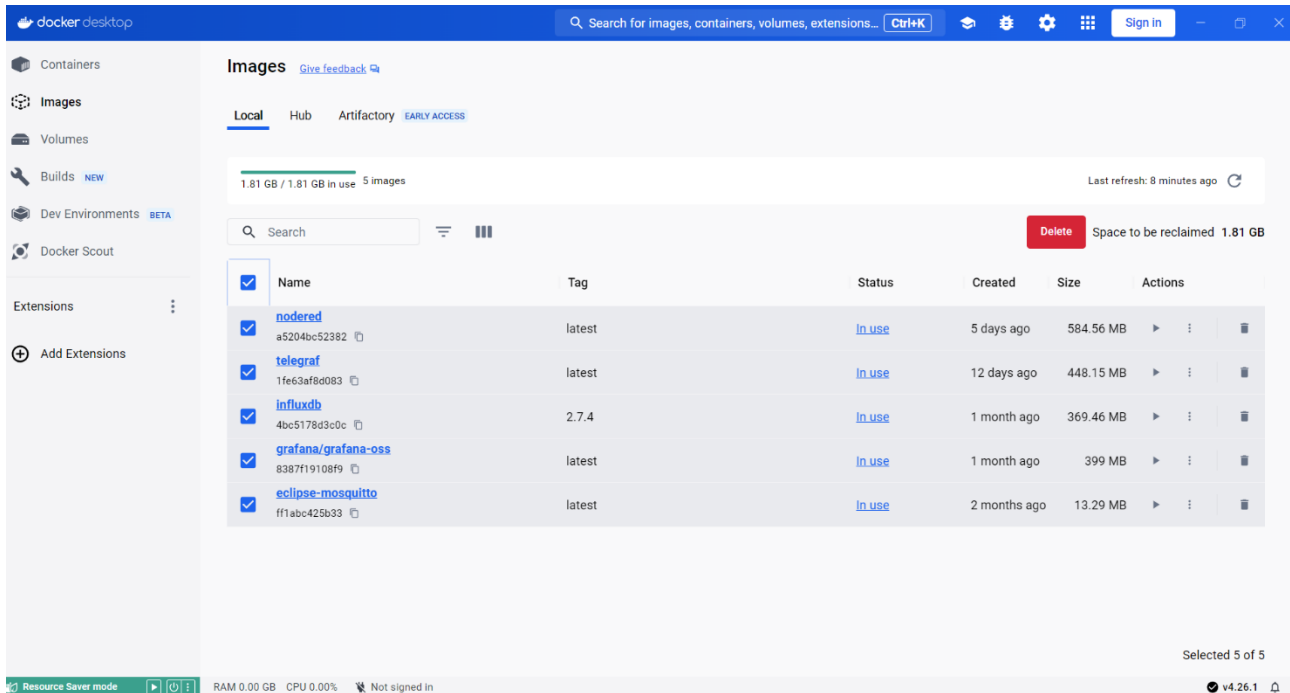 docker desktop
Search for images, containers, volumes, extensions... Ctrl+K
Sign in
Containers
Images
Volumes
Builds NEW
Dev Environments BETA
Docker Scout
Extensions
Add Extensions
Images Give feedback
Local Hub Artifactory EARLY ACCESS
1.81 GB / 1.81 GB in use 5 images
Last refresh: 8 minutes ago
Search
Delete Space to be reclaimed 1.81 GB
Name Tag Status Created Size Actions
nodered
a5204bc52382
latest In use 5 days ago 584.56 MB
telegraf
1fe63af8d083
latest In use 12 days ago 448.15 MB
influxdb
4bc5178d3c0c
2.7.4 In use 1 month ago 369.46 MB
grafana/grafana-oss
8387f19108f9
latest In use 1 month ago 399 MB
eclipse-mosquitto
ff1abc425b33
latest In use 2 months ago 13.29 MB
Selected 5 of 5
Resource Saver mode RAM 0.00 GB CPU 0.00% Not signed in v4.26.1